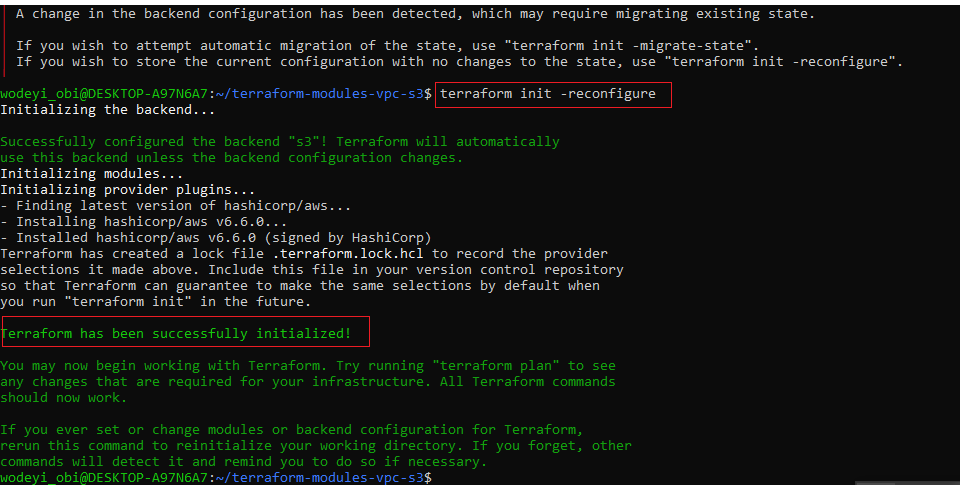 A change in the backend configuration has been detected, which may require migrating existing state.
If you wish to attempt automatic migration of the state, use "terraform init -migrate-state".
If you wish to store the current configuration with no changes to the state, use "terraform init -reconfigure".
wodeyi_obi@DESKTOP-A97N6A7:~/terraform-modules-vpc-s3$ terraform init -reconfigure
Initializing the backend...
Successfully configured the backend "s3"! Terraform will automatically
use this backend unless the backend configuration changes.
Initializing modules...
Initializing provider plugins...
- Finding latest version of hashicorp/aws...
- Installing hashicorp/aws v6.6.0...
- Installed hashicorp/aws v6.6.0 (signed by HashiCorp)
Terraform has created a lock file .terraform.lock.hcl to record the provider
selections it made above. Include this file in your version control repository
so that Terraform can guarantee to make the same selections by default when
you run "terraform init" in the future.
Terraform has been successfully initialized!
You may now begin working with Terraform. Try running "terraform plan" to see
any changes that are required for your infrastructure. All Terraform commands
should now work.
If you ever set or change modules or backend configuration for Terraform,
rerun this command to reinitialize your working directory. If you forget, other
commands will detect it and remind you to do so if necessary.
wodeyi_obi@DESKTOP-A97N6A7:~/terraform-modules-vpc-s3$